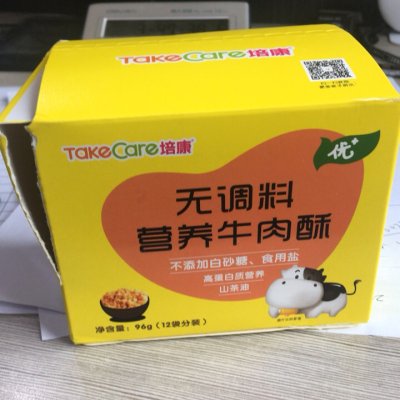 TakeCare培康
TakeCare培康
优+
无调料
营养牛肉酥
不添加白砂糖、食用盐
高蛋白质营养
山茶油
净含量：96g（12袋分装）